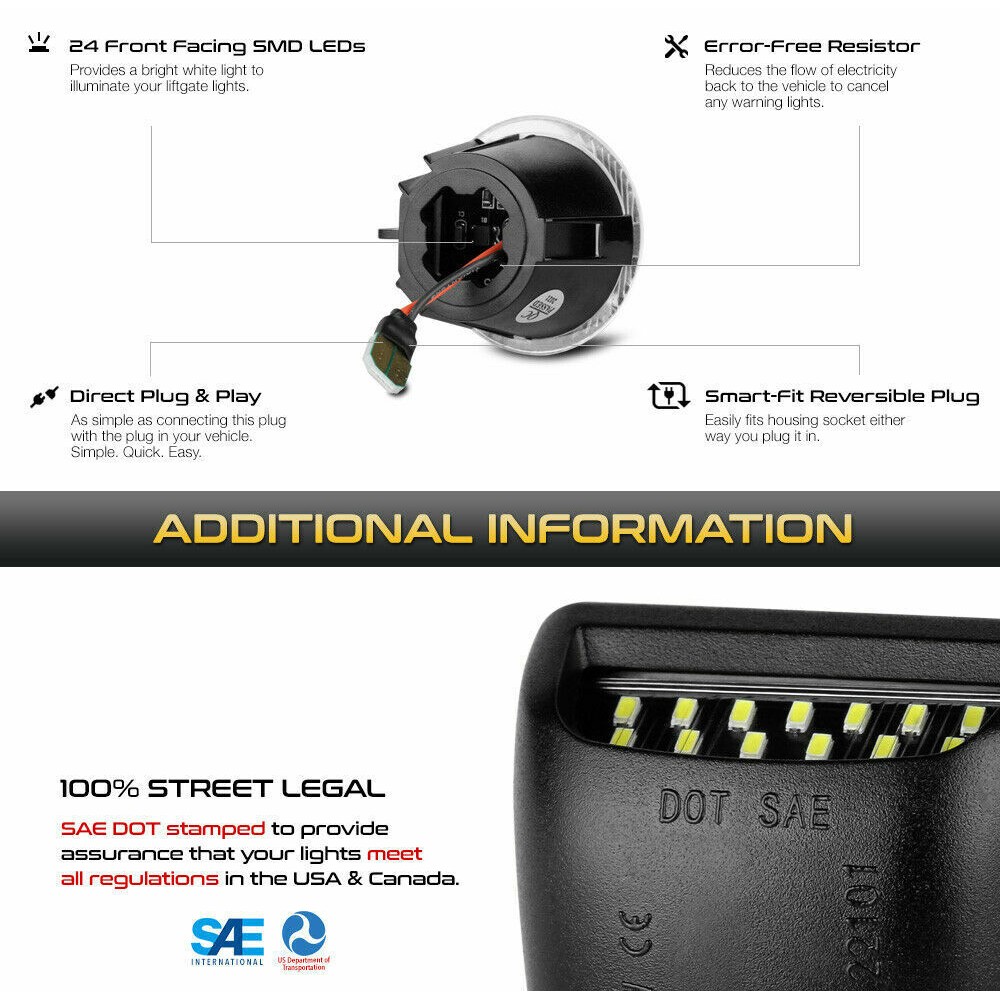 24 Front Facing SMD LEDs
Provides a bright white light to
illuminate your liftgate lights.
Error-Free Resistor
Reduces the flow of electricity
back to the vehicle to cancel
any warning lights.
QC
PASSED
Direct Plug & Play
As simple as connecting this plug
with the plug in your vehicle.
Simple. Quick. Easy.
Smart-Fit Reversible Plug
Easily fits housing socket either
way you plug it in.
ADDITIONAL INFORMATION
100% STREET LEGAL
SAE DOT stamped to provide
assurance that your lights meet
all regulations in the USA & Canada.
SAE
INTERNATIONAL
US Department of
Transportation
DOT SAE
CE
22101